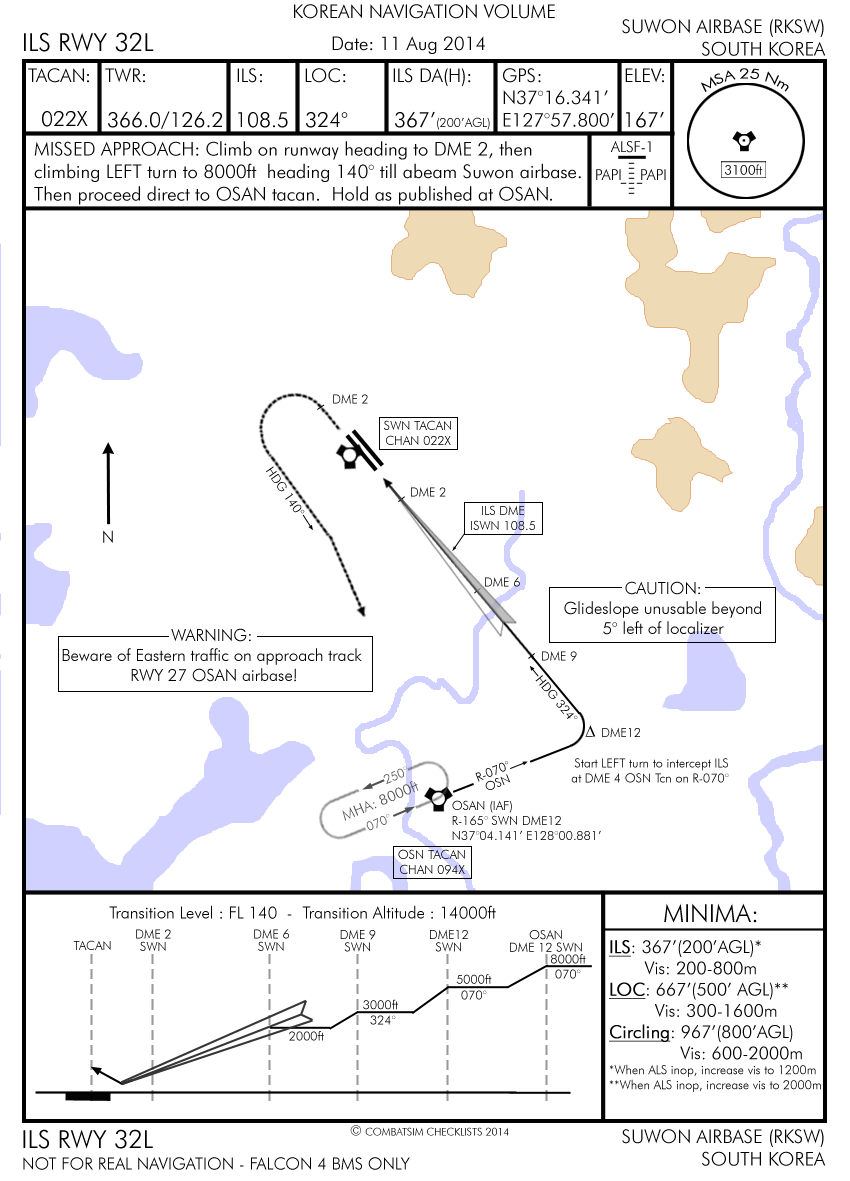 KOREAN NAVIGATION VOLUME
ILS RWY 32L
Date: 11 Aug 2014
SUWON AIRBASE (RKSW)
SOUTH KOREA
TACAN:
022X
TWR:
366.0/126.2
ILS:
108.5
LOC:
324°
ILS DA(H):
367′(200′AGL)
GPS:
N37°16.341′
E127°57.800′
ELEV:
167′
MSA 25 Nm
3100ft
MISSED APPROACH: Climb on runway heading to DME 2, then
climbing LEFT turn to 8000ft heading 140° till abeam Suwon airbase.
Then proceed direct to OSAN tacan. Hold as published at OSAN.
ALSF-1
PAPI PAPI
DME 2
SWN TACAN
CHAN 022X
HDG 140°
DME 2
ILS DME
ISWN 108.5
N
DME 6
CAUTION:
Glideslope unusable beyond
5° left of localizer
WARNING:
Beware of Eastern traffic on approach track
RWY 27 OSAN airbase!
DME 9
HDG 324°
DME12
Start LEFT turn to intercept ILS
at DME 4 OSN Tcn on R-070°
R-070°
OSN
250°
MHA: 8000ft
070°
OSAN (IAF)
R-165° SWN DME12
N37°04.141′ E128°00.881′
OSN TACAN
CHAN 094X
Transition Level : FL 140 - Transition Altitude : 14000ft
TACAN
DME 2
SWN
DME 6
SWN
DME 9
SWN
DME12
SWN
OSAN
DME 12 SWN
8000ft
070°
5000ft
070°
3000ft
324°
2000ft
MINIMA:
ILS: 367′(200′AGL)*
Vis: 200-800m
LOC: 667′(500′ AGL)**
Vis: 300-1600m
Circling: 967′(800′AGL)
Vis: 600-2000m
*When ALS inop, increase vis to 1200m
**When ALS inop, increase vis to 2000m
ILS RWY 32L
© COMBATSIM CHECKLISTS 2014
SUWON AIRBASE (RKSW)
NOT FOR REAL NAVIGATION - FALCON 4 BMS ONLY
SOUTH KOREA